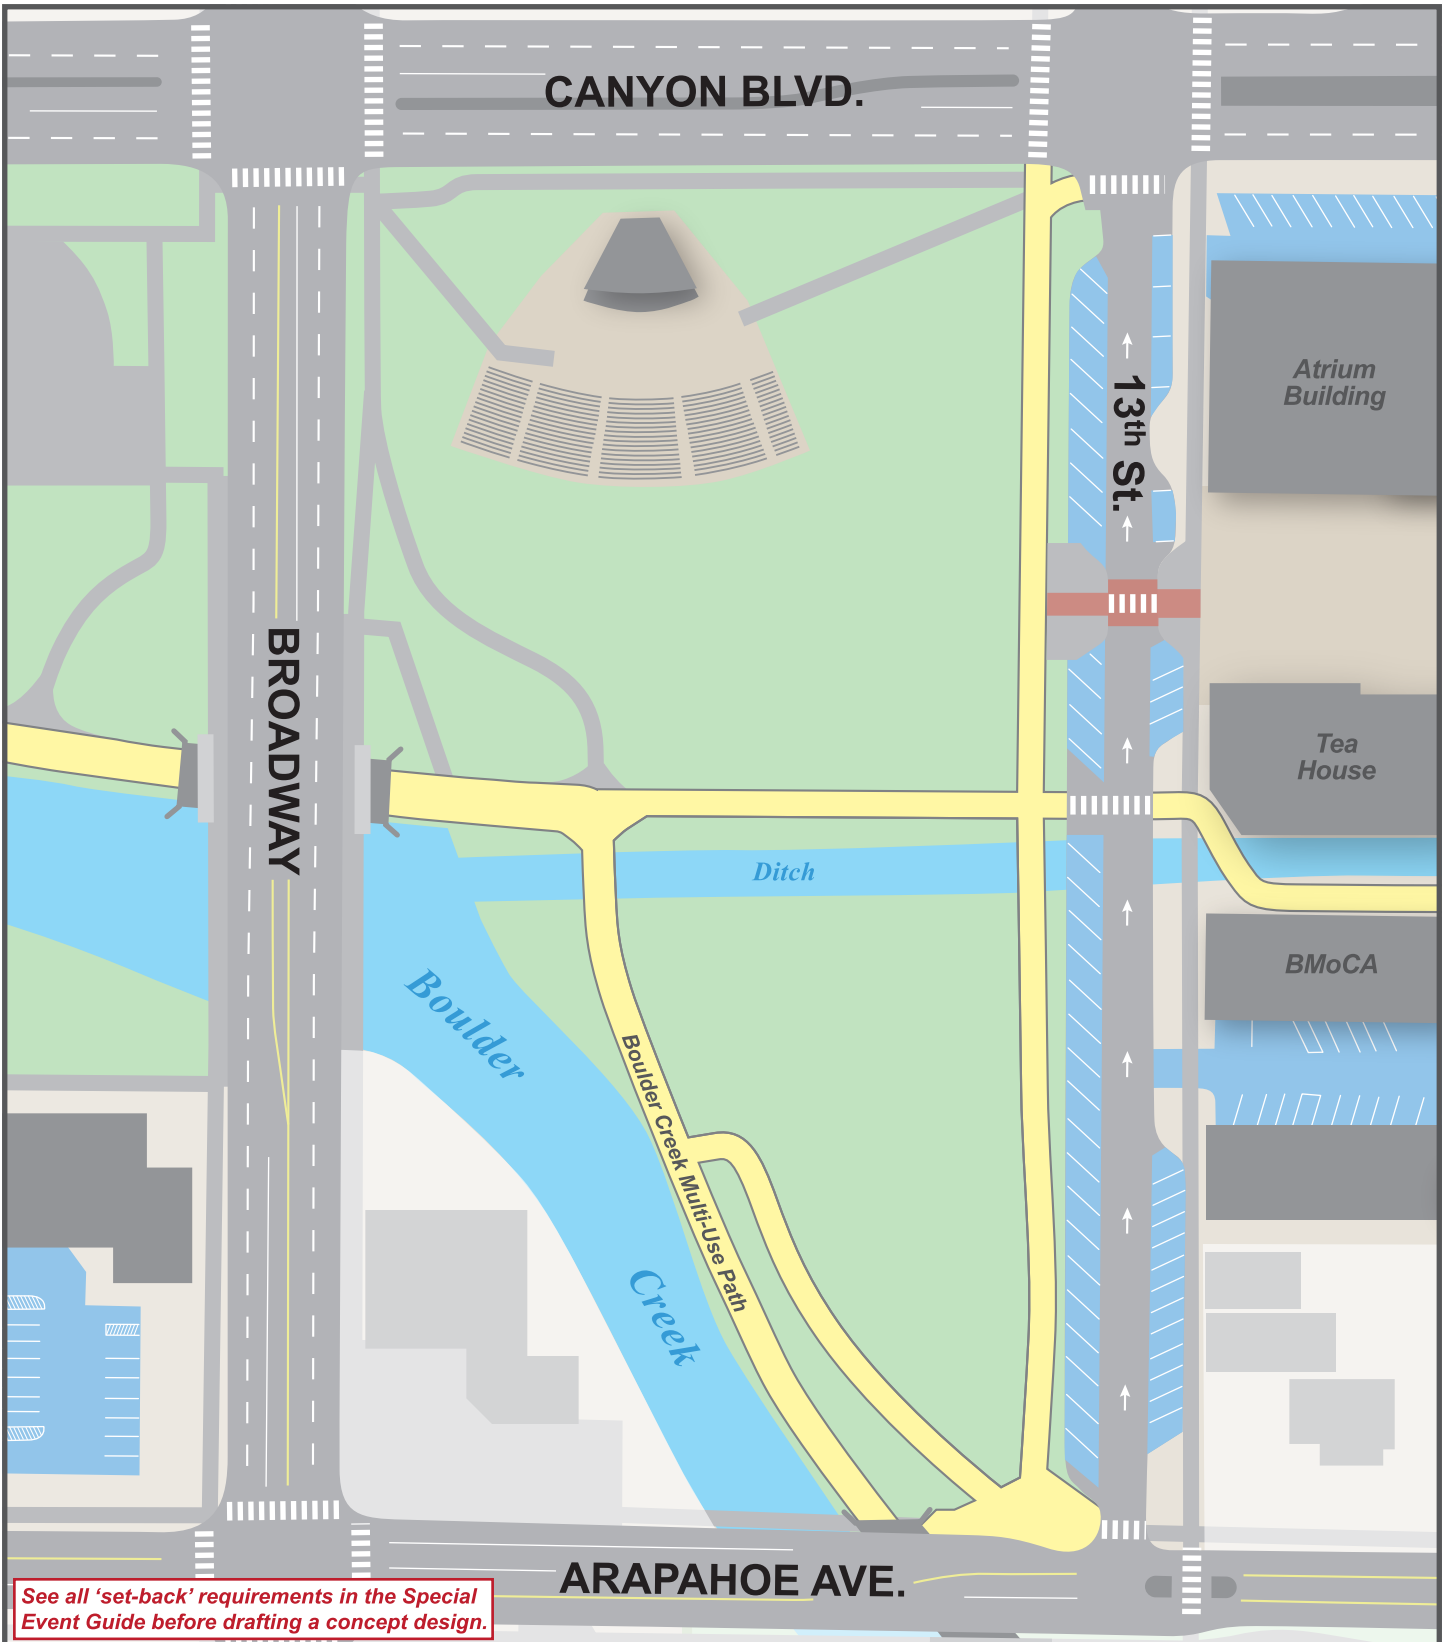 CANYON BLVD.
Atrium
Building
13th St.
BROADWAY
Tea
House
Ditch
BMoCA
Boulder
Creek
Boulder Creek Multi-Use Path
ARAPAHOE AVE.
See all ‘set-back’ requirements in the Special
Event Guide before drafting a concept design.